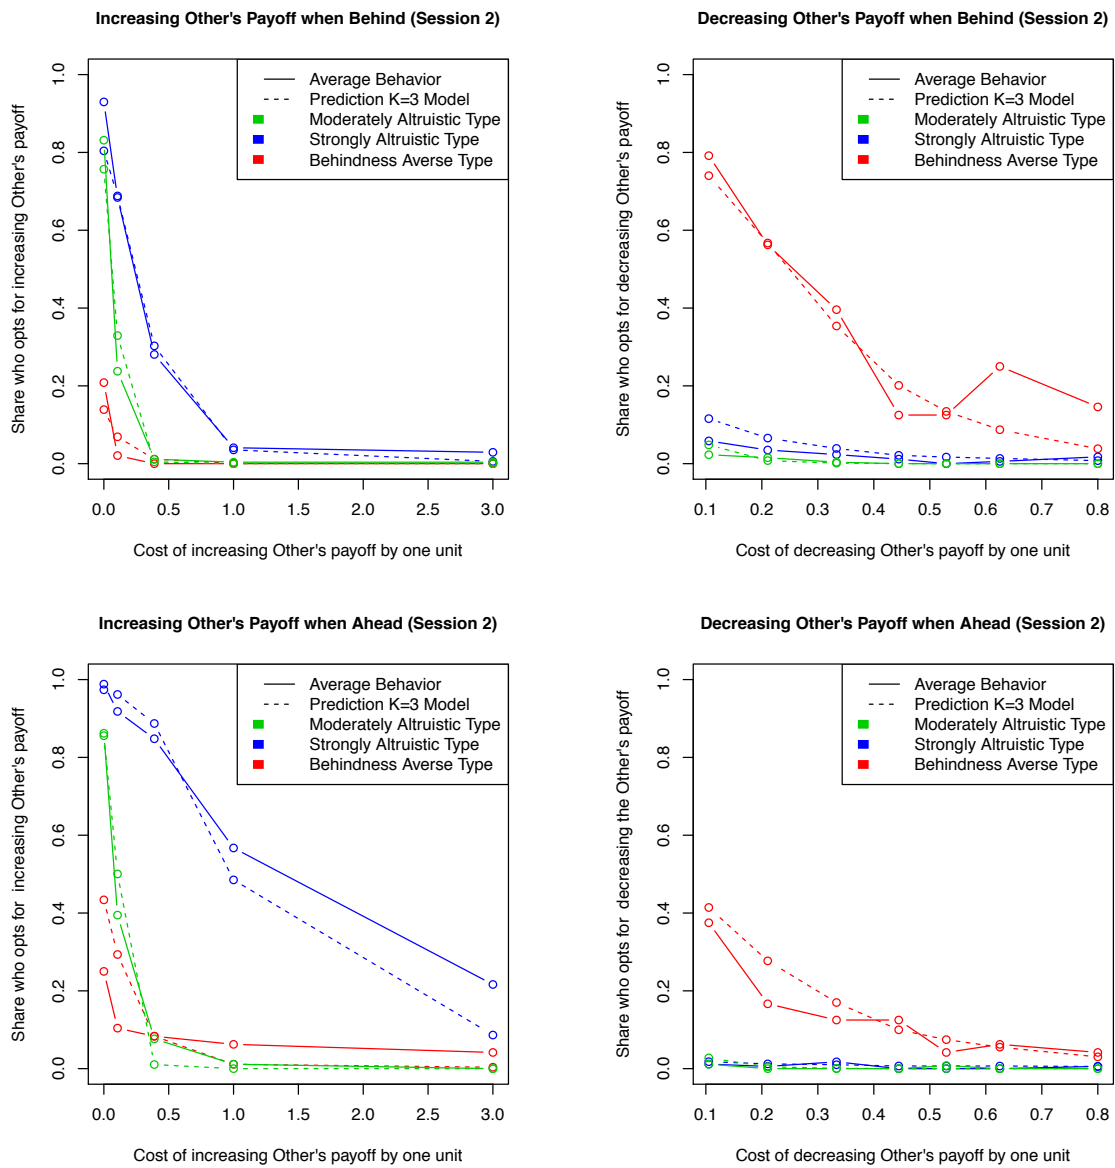 Increasing Other's Payoff when Behind (Session 2)
Share who opts for increasing Other's payoff
1.0
0.8
0.6
0.4
0.2
0.0
Average Behavior
Prediction K=3 Model
Moderately Altruistic Type
Strongly Altruistic Type
Behindness Averse Type
0.0 0.5 1.0 1.5 2.0 2.5 3.0
Cost of increasing Other's payoff by one unit
Decreasing Other's Payoff when Behind (Session 2)
Share who opts for decreasing Other's payoff
1.0
0.8
0.6
0.4
0.2
0.0
Average Behavior
Prediction K=3 Model
Moderately Altruistic Type
Strongly Altruistic Type
Behindness Averse Type
0.1 0.2 0.3 0.4 0.5 0.6 0.7 0.8
Cost of decreasing Other's payoff by one unit
Increasing Other's Payoff when Ahead (Session 2)
Share who opts for increasing Other's payoff
1.0
0.8
0.6
0.4
0.2
0.0
Average Behavior
Prediction K=3 Model
Moderately Altruistic Type
Strongly Altruistic Type
Behindness Averse Type
0.0 0.5 1.0 1.5 2.0 2.5 3.0
Cost of increasing Other's payoff by one unit
Decreasing Other's Payoff when Ahead (Session 2)
Share who opts for decreasing the Other's payoff
1.0
0.8
0.6
0.4
0.2
0.0
Average Behavior
Prediction K=3 Model
Moderately Altruistic Type
Strongly Altruistic Type
Behindness Averse Type
0.1 0.2 0.3 0.4 0.5 0.6 0.7 0.8
Cost of decreasing Other's payoff by one unit